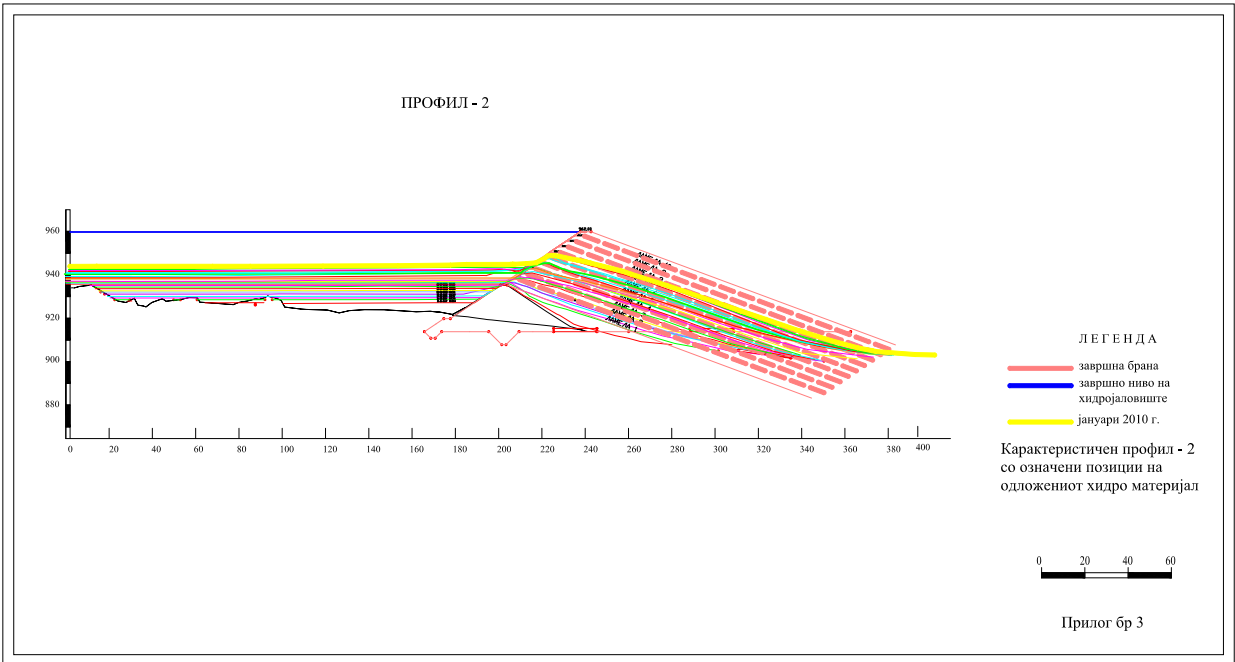 ПРОФИЛ - 2
960
940
920
900
880
0 20 40 60 80 100 120 140 160 180 200 220 240 260 280 300 320 340 360 380 400
ЛЕГЕНДА
завршна брана
завршно ниво на
хидројаловиште
јануари 2010 г.
Карактеристичен профил - 2
со означени позиции на
одложениот хидро материјал
0 20 40 60
Прилог бр 3